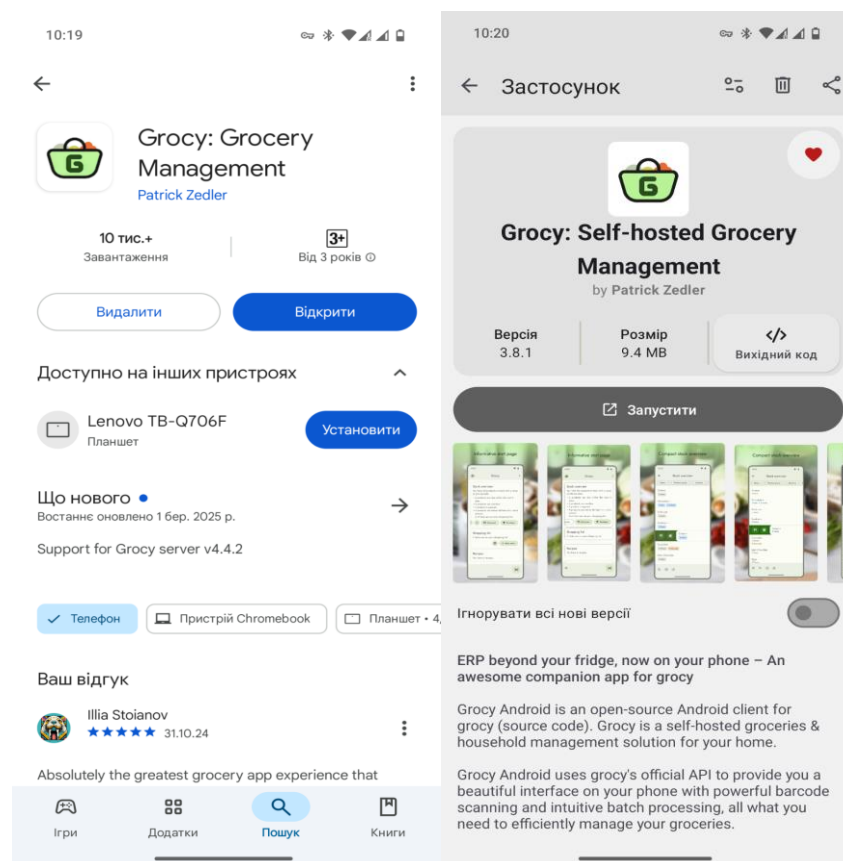 10:19
Grocy: Grocery
Management
Patrick Zedler
10 тис.+
Завантаження
3+
Від 3 років
Видалити
Відкрити
Доступно на інших пристроях
Lenovo TB-Q706F
Планшет
Установити
Що нового
Востаннє оновлено 1 бер. 2025 р.
Support for Grocy server v4.4.2
Телефон
Пристрій Chromebook
Планшет • 4,
Ваш відгук
Illia Stoianov
31.10.24
Absolutely the greatest grocery app experience that
Ігри
Додатки
Пошук
Книги
10:20
Застосунок
G
Grocy: Self-hosted Grocery
Management
by Patrick Zedler
Версія
3.8.1
Розмір
9.4 MB
Вихідний код
Запустити
Ігнорувати всі нові версії
ERP beyond your fridge, now on your phone – An
awesome companion app for grocy
Grocy Android is an open-source Android client for
grocy (source code). Grocy is a self-hosted groceries &
household management solution for your home.
Grocy Android uses grocy's official API to provide you a
beautiful interface on your phone with powerful barcode
scanning and intuitive batch processing, all what you
need to efficiently manage your groceries.